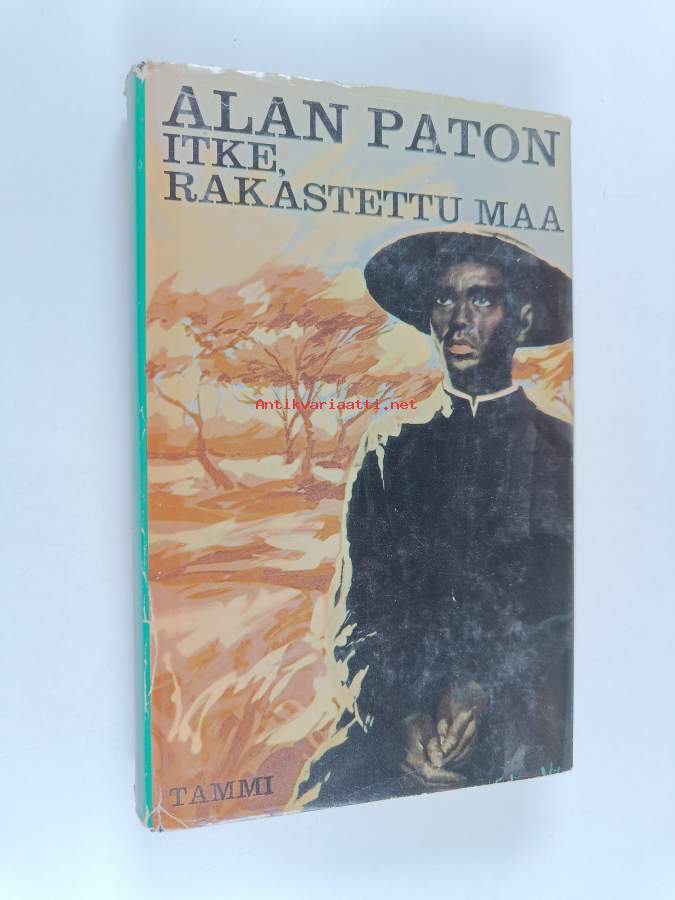 ALAN PATON
ITKE,
RAKASTETTU MAA
Antikvariaatti.net
TAMMI